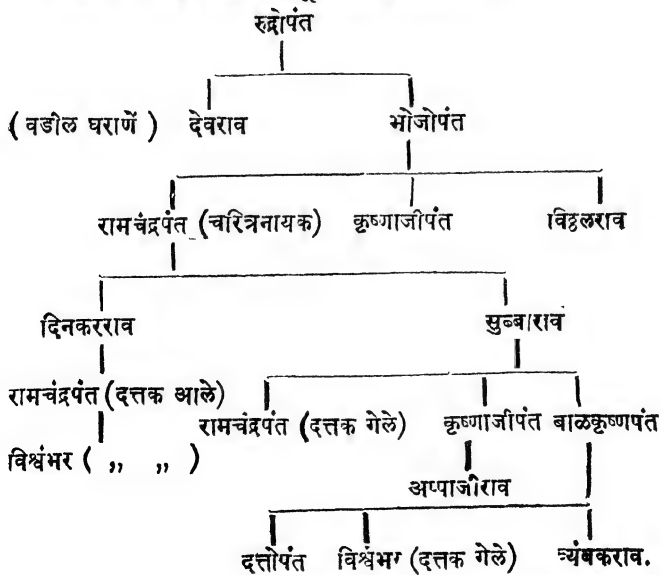 रुद्रोपंत
(वडील घराणें) देवराव भोजोपंत
रामचंद्रपंत (चरित्रनायक) कृष्णाजीपंत विठ्ठलराव
दिनकरराव सुब्बाराव
रामचंद्रपंत (दत्तक आले)
रामचंद्रपंत (दत्तक गेले) कृष्णाजीपंत बाळकृष्णपंत
विश्वंभर ( ,, ,, )
अप्पाजीराव
दत्तोपंत विश्वंभर (दत्तक गेले) त्र्यंबकराव.